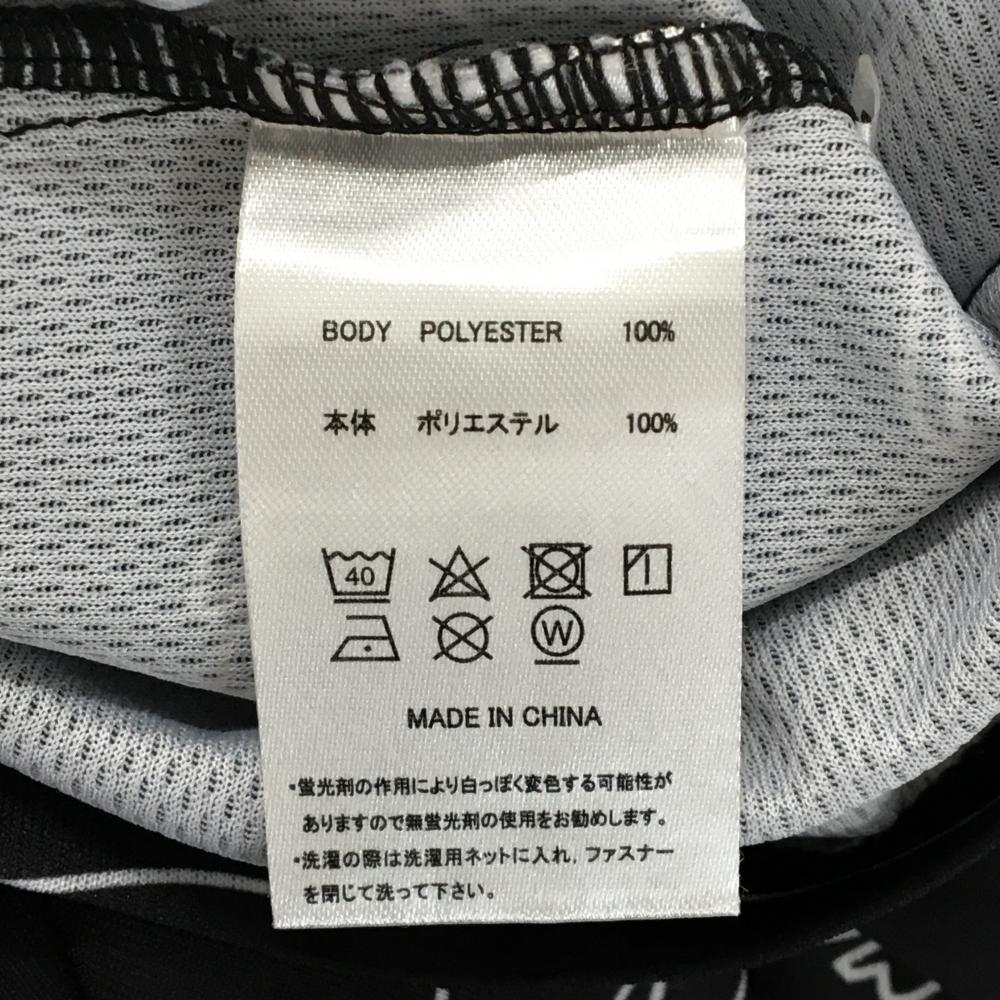 BODY POLYESTER 100%
本体 ポリエステル 100%
40
W
MADE IN CHINA
・蛍光剤の作用により白っぽく変色する可能性が
ありますので無蛍光剤の使用をお勧めします。
・洗濯の際は洗濯用ネットに入れ,ファスナー
を閉じて洗って下さい。